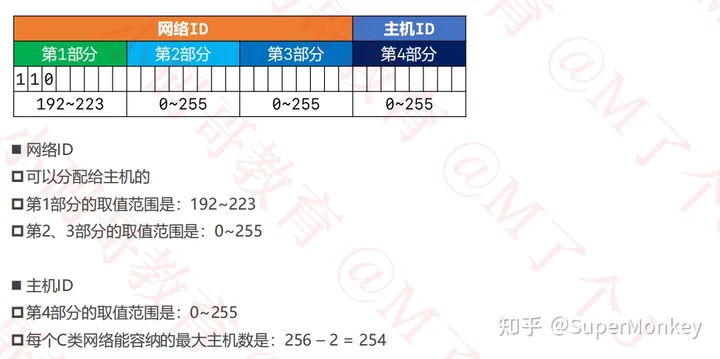 网络ID 主机ID
第1部分 第2部分 第3部分 第4部分
110
192~223 0~255 0~255 0~255
■ 网络ID
可以分配给主机的
第1部分的取值范围是：192~223
第2、3部分的取值范围是：0~255
■ 主机ID
第4部分的取值范围是：0~255
每个C类网络能容纳的最大主机数是：256 – 2 = 254
知乎 @SuperMonkey
小码哥教育 @M了个J